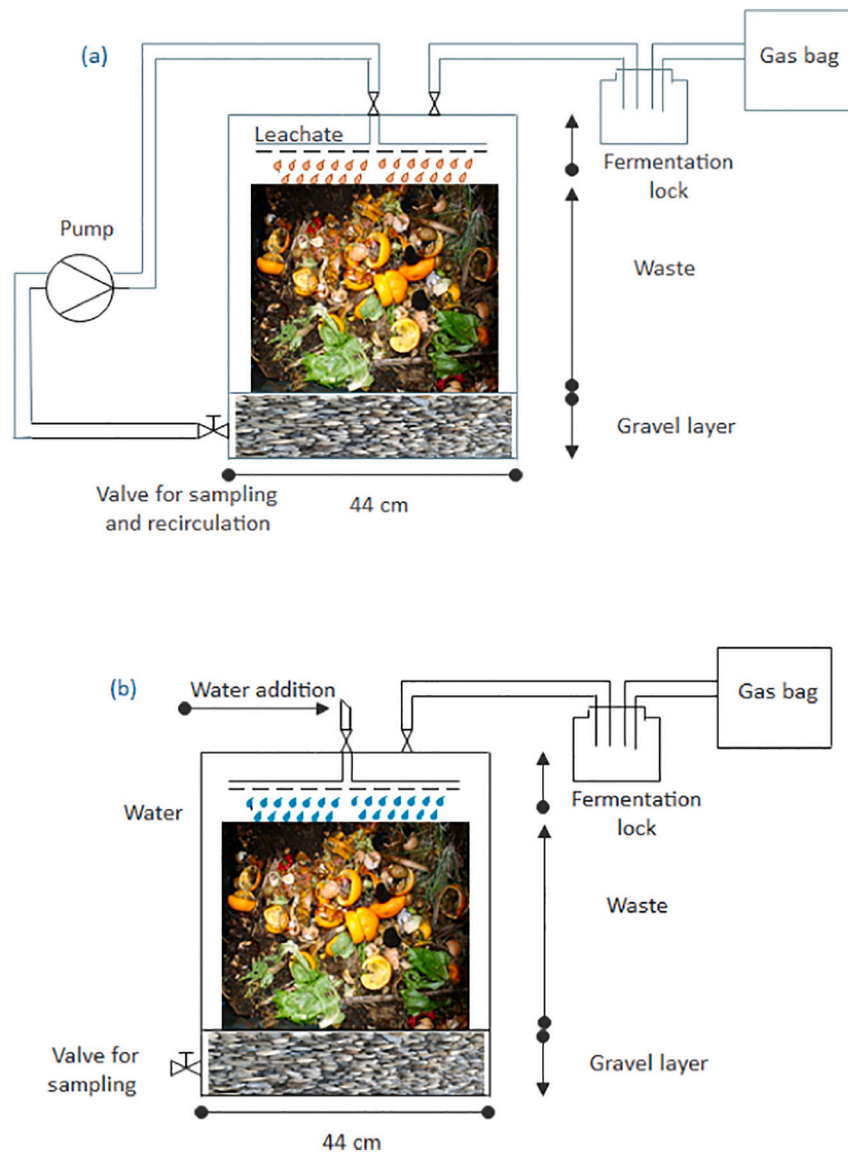 (a)
Gas bag
Leachate
Fermentation
lock
Pump
Waste
Gravel layer
Valve for sampling
and recirculation
44 cm
(b)
Water addition
Gas bag
Water
Fermentation
lock
Waste
Valve for
sampling
Gravel layer
44 cm